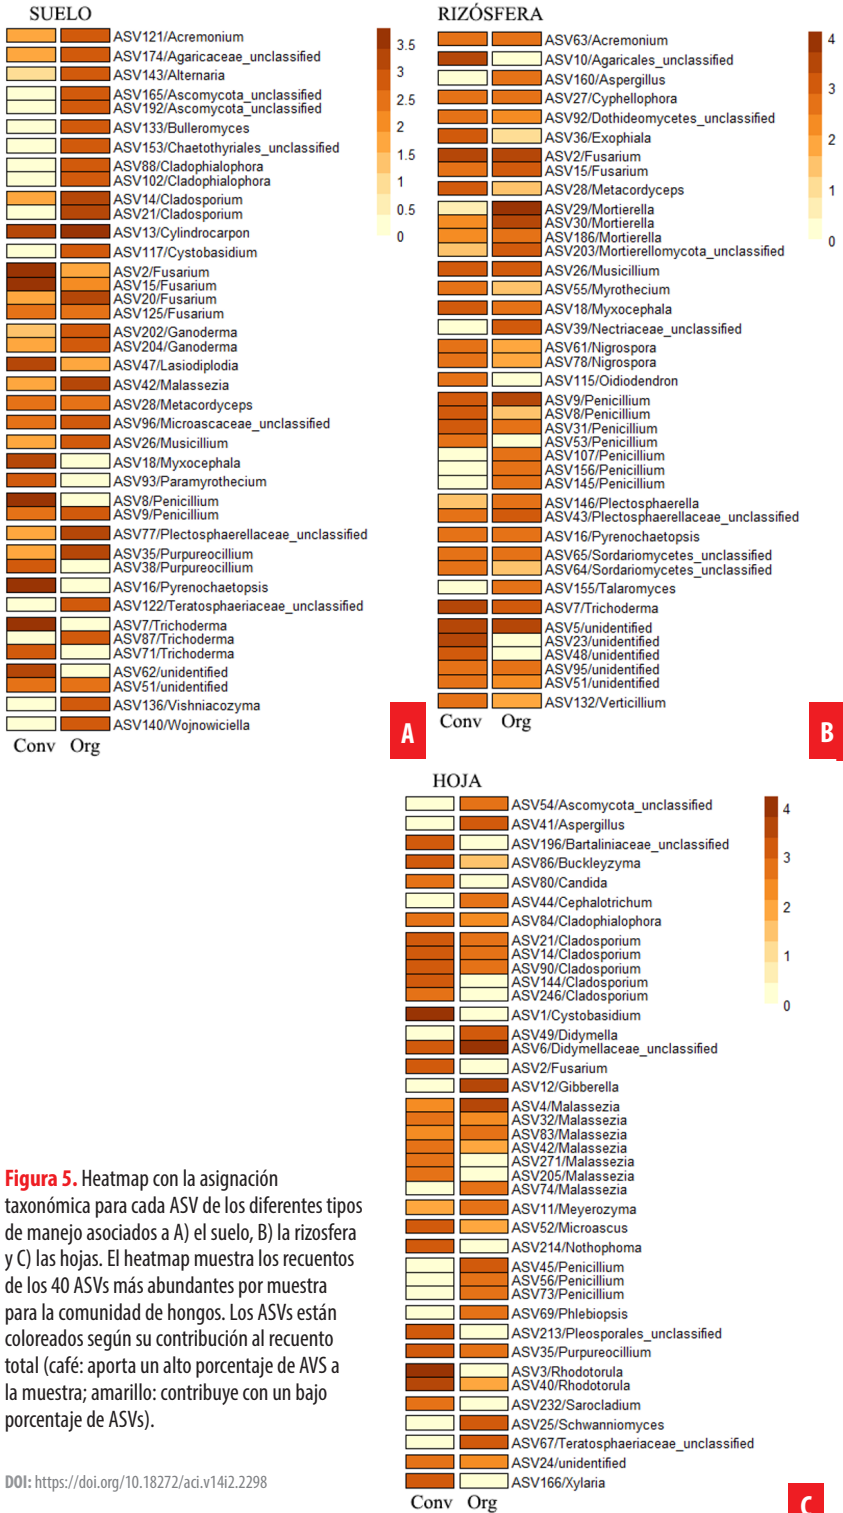 SUELO
ASV121/Acremonium
ASV174/Agaricaceae_unclassified
ASV143/Alternaria
ASV165/Ascomycota_unclassified
ASV192/Ascomycota_unclassified
ASV133/Bulleromyces
ASV153/Chaetothyriales_unclassified
ASV88/Cladophialophora
ASV102/Cladophialophora
ASV14/Cladosporium
ASV21/Cladosporium
ASV13/Cylindrocarpon
ASV117/Cystobasidium
ASV2/Fusarium
ASV15/Fusarium
ASV20/Fusarium
ASV125/Fusarium
ASV202/Ganoderma
ASV204/Ganoderma
ASV47/Lasiodiplodia
ASV42/Malassezia
ASV28/Metacordyceps
ASV96/Microascaceae_unclassified
ASV26/Musicillium
ASV18/Myxocephala
ASV93/Paramyrothecium
ASV8/Penicillium
ASV9/Penicillium
ASV77/Plectosphaerellaceae_unclassified
ASV35/Purpureocillium
ASV38/Purpureocillium
ASV16/Pyrenochaetopsis
ASV122/Teratosphaeriaceae_unclassified
ASV7/Trichoderma
ASV87/Trichoderma
ASV71/Trichoderma
ASV62/unidentified
ASV51/unidentified
ASV136/Vishniacozyma
ASV140/Wojnowiciella
Conv Org
3.5
3
2.5
2
1.5
1
0.5
0
A
RIZÓSFERA
ASV63/Acremonium
ASV10/Agaricales_unclassified
ASV160/Aspergillus
ASV27/Cyphellophora
ASV92/Dothideomycetes_unclassified
ASV36/Exophiala
ASV2/Fusarium
ASV15/Fusarium
ASV28/Metacordyceps
ASV29/Mortierella
ASV30/Mortierella
ASV186/Mortierella
ASV203/Mortierellomycota_unclassified
ASV26/Musicillium
ASV55/Myrothecium
ASV18/Myxocephala
ASV39/Nectriaceae_unclassified
ASV61/Nigrospora
ASV78/Nigrospora
ASV115/Oidiodendron
ASV9/Penicillium
ASV8/Penicillium
ASV31/Penicillium
ASV53/Penicillium
ASV107/Penicillium
ASV156/Penicillium
ASV145/Penicillium
ASV146/Plectosphaerella
ASV43/Plectosphaerellaceae_unclassified
ASV16/Pyrenochaetopsis
ASV65/Sordariomycetes_unclassified
ASV64/Sordariomycetes_unclassified
ASV155/Talaromyces
ASV7/Trichoderma
ASV5/unidentified
ASV23/unidentified
ASV48/unidentified
ASV95/unidentified
ASV51/unidentified
ASV132/Verticillium
Conv Org
4
3
2
1
0
B
HOJA
ASV54/Ascomycota_unclassified
ASV41/Aspergillus
ASV196/Bartaliniaceae_unclassified
ASV86/Buckleyzyma
ASV80/Candida
ASV44/Cephalotrichum
ASV84/Cladophialophora
ASV21/Cladosporium
ASV14/Cladosporium
ASV90/Cladosporium
ASV144/Cladosporium
ASV246/Cladosporium
ASV1/Cystobasidium
ASV49/Didymella
ASV6/Didymellaceae_unclassified
ASV2/Fusarium
ASV12/Gibberella
ASV4/Malassezia
ASV32/Malassezia
ASV83/Malassezia
ASV42/Malassezia
ASV271/Malassezia
ASV205/Malassezia
ASV74/Malassezia
ASV11/Meyerozyma
ASV52/Microascus
ASV214/Nothophoma
ASV45/Penicillium
ASV56/Penicillium
ASV73/Penicillium
ASV69/Phlebiopsis
ASV213/Pleosporales_unclassified
ASV35/Purpureocillium
ASV3/Rhodotorula
ASV40/Rhodotorula
ASV232/Sarocladium
ASV25/Schwanniomyces
ASV67/Teratosphaeriaceae_unclassified
ASV24/unidentified
ASV166/Xylaria
Conv Org
4
3
2
1
0
C
Figura 5. Heatmap con la asignación
taxonómica para cada ASV de los diferentes tipos
de manejo asociados a A) el suelo, B) la rizosfera
y C) las hojas. El heatmap muestra los recuentos
de los 40 ASVs más abundantes por muestra
para la comunidad de hongos. Los ASVs están
coloreados según su contribución al recuento
total (café: aporta un alto porcentaje de AVS a
la muestra; amarillo: contribuye con un bajo
porcentaje de ASVs).
DOI: https://doi.org/10.18272/aci.v14i2.2298